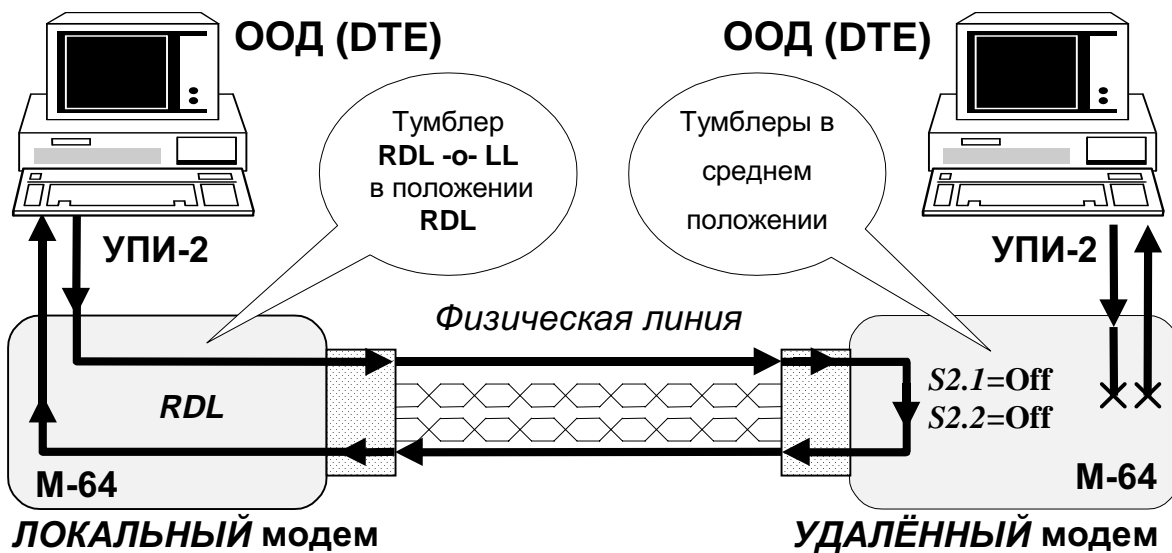 ООД (DTE)
ООД (DTE)
Тумблер
RDL -о- LL
в положении
RDL
Тумблеры в
среднем
положении
УПИ-2
УПИ-2
Физическая линия
RDL
S2.1=Off
S2.2=Off
М-64
М-64
ЛОКАЛЬНЫЙ модем
УДАЛЁННЫЙ модем